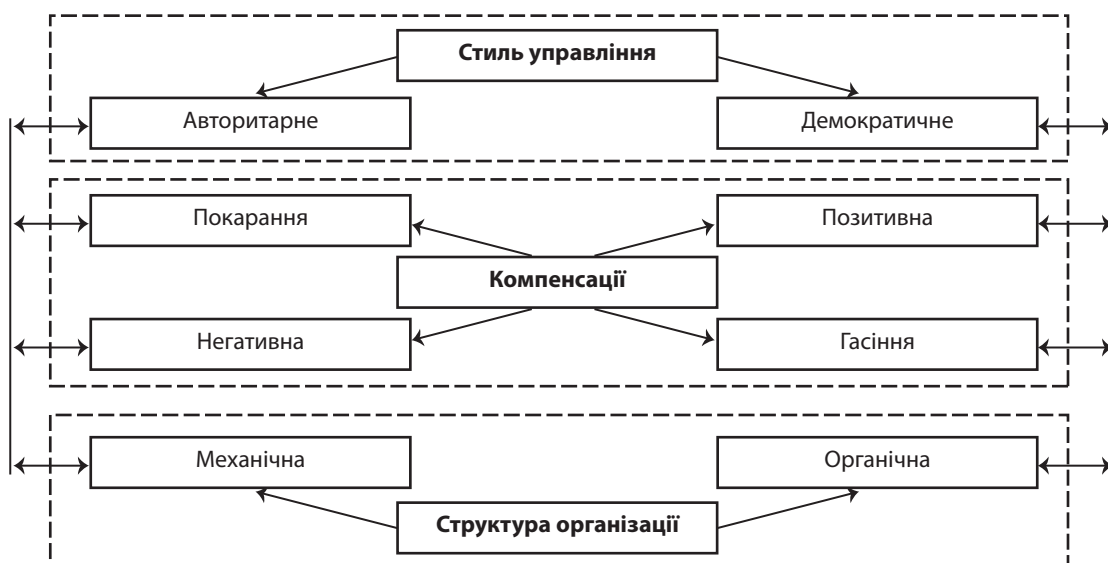 Стиль управління
Авторитарне
Демократичне
Покарання
Позитивна
Компенсації
Негативна
Гасіння
Механічна
Органічна
Структура організації